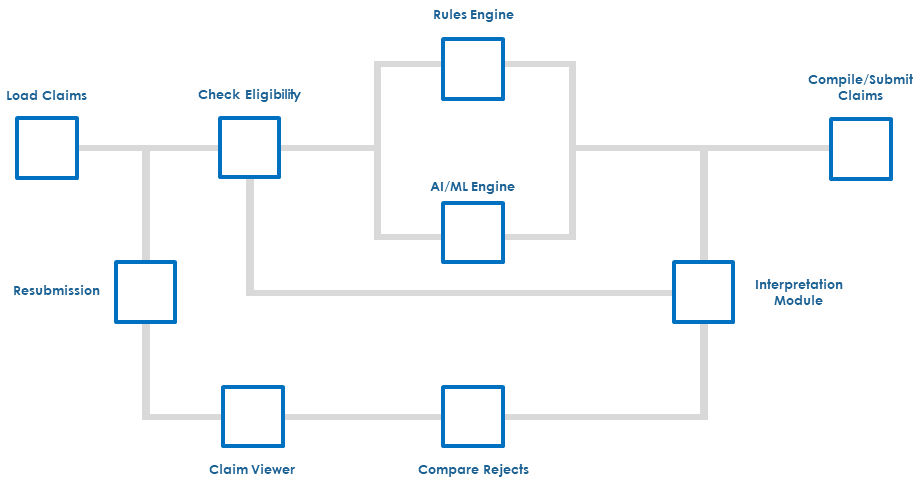 Rules Engine
Load Claims
Check Eligibility
Compile/Submit
Claims
AI/ML Engine
Resubmission
Interpretation
Module
Claim Viewer
Compare Rejects